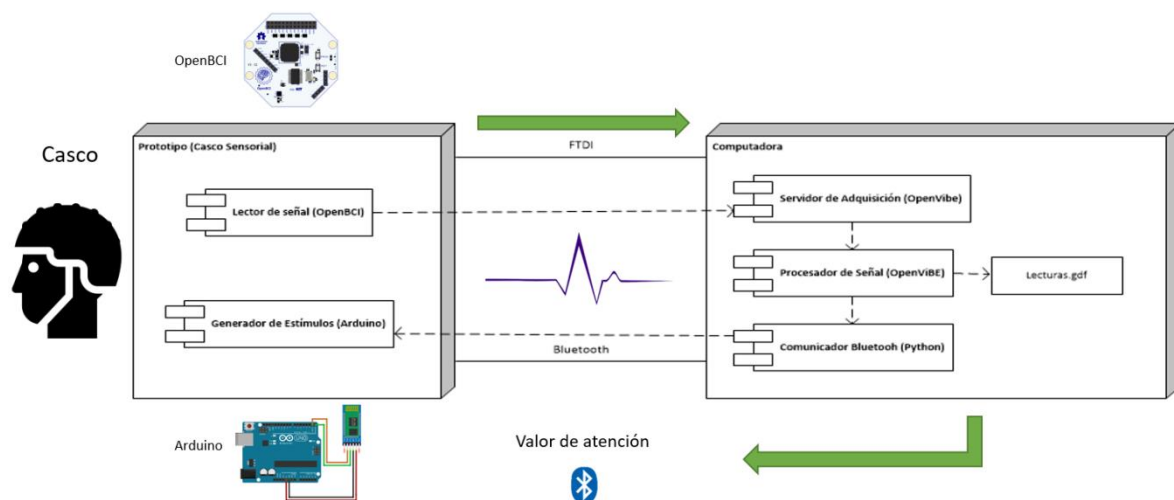 OpenBCI
Casco
Prototipo (Casco Sensorial)
Lector de señal (OpenBCI)
Generador de Estímulos (Arduino)
FTDI
Bluetooth
Computadora
Servidor de Adquisición (OpenVibe)
Procesador de Señal (OpenViBE)
Lecturas.gdf
Comunicador Bluetooh (Python)
Arduino
Valor de atención